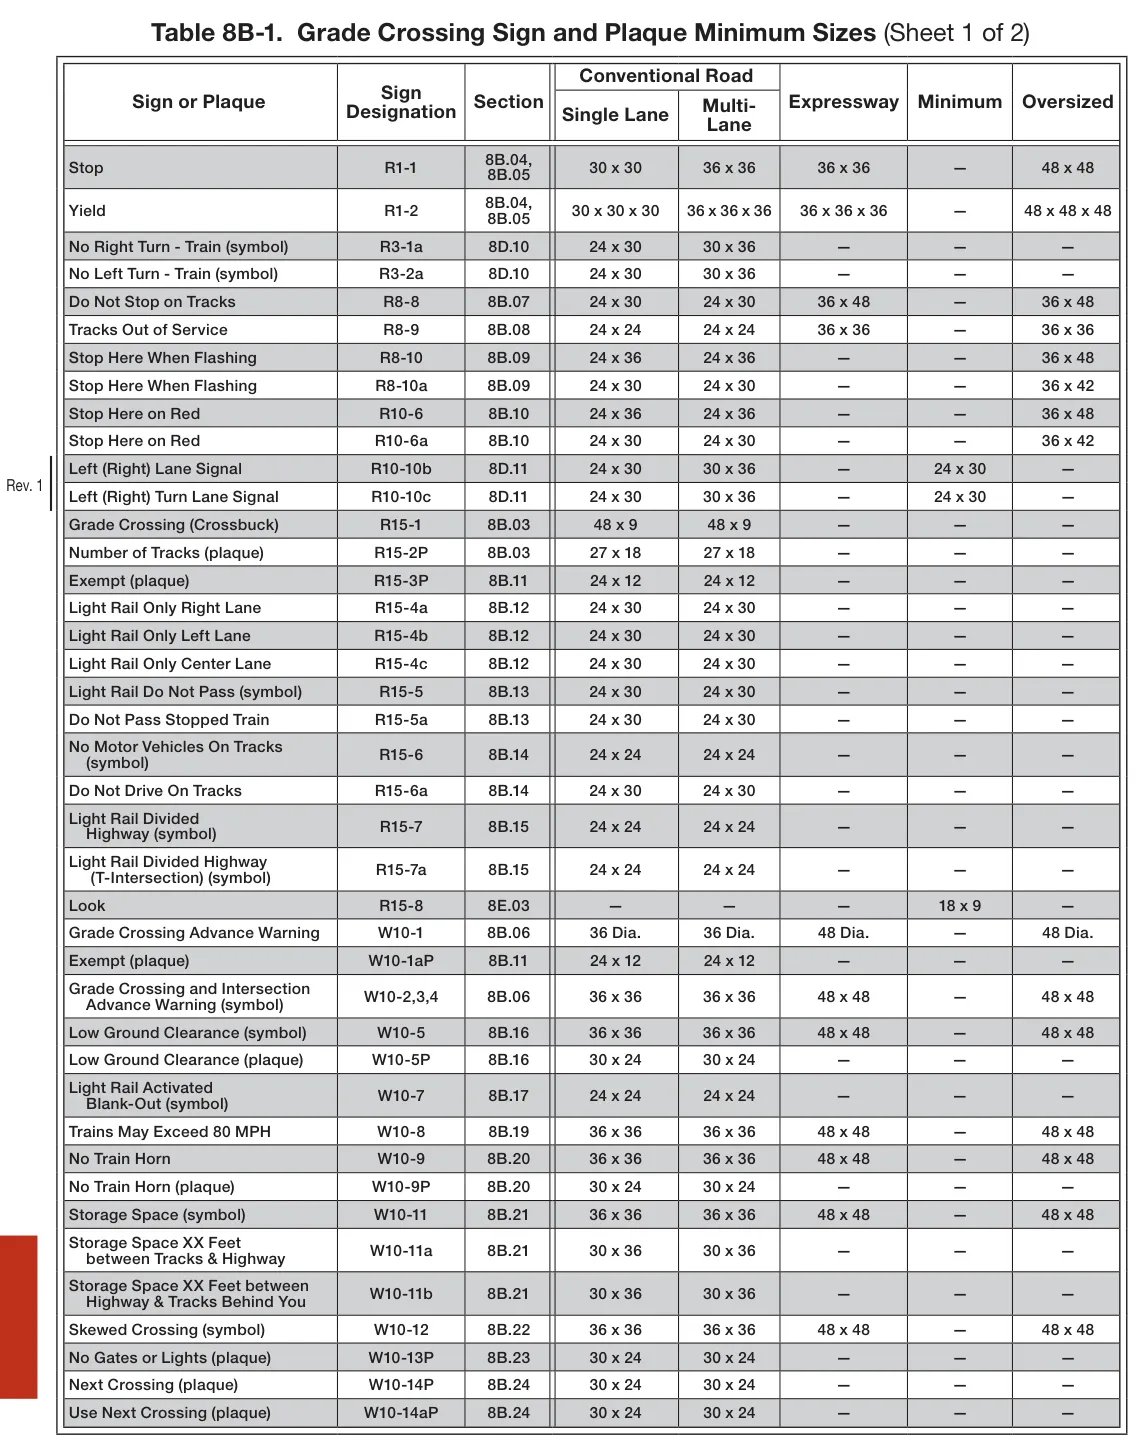 Table 8B-1. Grade Crossing Sign and Plaque Minimum Sizes (Sheet 1 of 2)
Sign or Plaque | Sign Designation | Section | Conventional Road | Expressway | Minimum | Oversized
Single Lane | Multi-Lane
Stop | R1-1 | 8B.04, 8B.05 | 30 x 30 | 36 x 36 | 36 x 36 | — | 48 x 48
Yield | R1-2 | 8B.04, 8B.05 | 30 x 30 x 30 | 36 x 36 x 36 | 36 x 36 x 36 | — | 48 x 48 x 48
No Right Turn - Train (symbol) | R3-1a | 8D.10 | 24 x 30 | 30 x 36 | — | — | —
No Left Turn - Train (symbol) | R3-2a | 8D.10 | 24 x 30 | 30 x 36 | — | — | —
Do Not Stop on Tracks | R8-8 | 8B.07 | 24 x 30 | 24 x 30 | 36 x 48 | — | 36 x 48
Tracks Out of Service | R8-9 | 8B.08 | 24 x 24 | 24 x 24 | 36 x 36 | — | 36 x 36
Stop Here When Flashing | R8-10 | 8B.09 | 24 x 36 | 24 x 36 | — | — | 36 x 48
Stop Here When Flashing | R8-10a | 8B.09 | 24 x 30 | 24 x 30 | — | — | 36 x 42
Stop Here on Red | R10-6 | 8B.10 | 24 x 36 | 24 x 36 | — | — | 36 x 48
Stop Here on Red | R10-6a | 8B.10 | 24 x 30 | 24 x 30 | — | — | 36 x 42
Left (Right) Lane Signal | R10-10b | 8D.11 | 24 x 30 | 30 x 36 | — | 24 x 30 | —
Rev. 1
Left (Right) Turn Lane Signal | R10-10c | 8D.11 | 24 x 30 | 30 x 36 | — | 24 x 30 | —
Grade Crossing (Crossbuck) | R15-1 | 8B.03 | 48 x 9 | 48 x 9 | — | — | —
Number of Tracks (plaque) | R15-2P | 8B.03 | 27 x 18 | 27 x 18 | — | — | —
Exempt (plaque) | R15-3P | 8B.11 | 24 x 12 | 24 x 12 | — | — | —
Light Rail Only Right Lane | R15-4a | 8B.12 | 24 x 30 | 24 x 30 | — | — | —
Light Rail Only Left Lane | R15-4b | 8B.12 | 24 x 30 | 24 x 30 | — | — | —
Light Rail Only Center Lane | R15-4c | 8B.12 | 24 x 30 | 24 x 30 | — | — | —
Light Rail Do Not Pass (symbol) | R15-5 | 8B.13 | 24 x 30 | 24 x 30 | — | — | —
Do Not Pass Stopped Train | R15-5a | 8B.13 | 24 x 30 | 24 x 30 | — | — | —
No Motor Vehicles On Tracks (symbol) | R15-6 | 8B.14 | 24 x 24 | 24 x 24 | — | — | —
Do Not Drive On Tracks | R15-6a | 8B.14 | 24 x 30 | 24 x 30 | — | — | —
Light Rail Divided Highway (symbol) | R15-7 | 8B.15 | 24 x 24 | 24 x 24 | — | — | —
Light Rail Divided Highway (T-Intersection) (symbol) | R15-7a | 8B.15 | 24 x 24 | 24 x 24 | — | — | —
Look | R15-8 | 8E.03 | — | — | — | 18 x 9 | —
Grade Crossing Advance Warning | W10-1 | 8B.06 | 36 Dia. | 36 Dia. | 48 Dia. | — | 48 Dia.
Exempt (plaque) | W10-1aP | 8B.11 | 24 x 12 | 24 x 12 | — | — | —
Grade Crossing and Intersection Advance Warning (symbol) | W10-2,3,4 | 8B.06 | 36 x 36 | 36 x 36 | 48 x 48 | — | 48 x 48
Low Ground Clearance (symbol) | W10-5 | 8B.16 | 36 x 36 | 36 x 36 | 48 x 48 | — | 48 x 48
Low Ground Clearance (plaque) | W10-5P | 8B.16 | 30 x 24 | 30 x 24 | — | — | —
Light Rail Activated Blank-Out (symbol) | W10-7 | 8B.17 | 24 x 24 | 24 x 24 | — | — | —
Trains May Exceed 80 MPH | W10-8 | 8B.19 | 36 x 36 | 36 x 36 | 48 x 48 | — | 48 x 48
No Train Horn | W10-9 | 8B.20 | 36 x 36 | 36 x 36 | 48 x 48 | — | 48 x 48
No Train Horn (plaque) | W10-9P | 8B.20 | 30 x 24 | 30 x 24 | — | — | —
Storage Space (symbol) | W10-11 | 8B.21 | 36 x 36 | 36 x 36 | 48 x 48 | — | 48 x 48
Storage Space XX Feet between Tracks & Highway | W10-11a | 8B.21 | 30 x 36 | 30 x 36 | — | — | —
Storage Space XX Feet between Highway & Tracks Behind You | W10-11b | 8B.21 | 30 x 36 | 30 x 36 | — | — | —
Skewed Crossing (symbol) | W10-12 | 8B.22 | 36 x 36 | 36 x 36 | 48 x 48 | — | 48 x 48
No Gates or Lights (plaque) | W10-13P | 8B.23 | 30 x 24 | 30 x 24 | — | — | —
Next Crossing (plaque) | W10-14P | 8B.24 | 30 x 24 | 30 x 24 | — | — | —
Use Next Crossing (plaque) | W10-14aP | 8B.24 | 30 x 24 | 30 x 24 | — | — | —